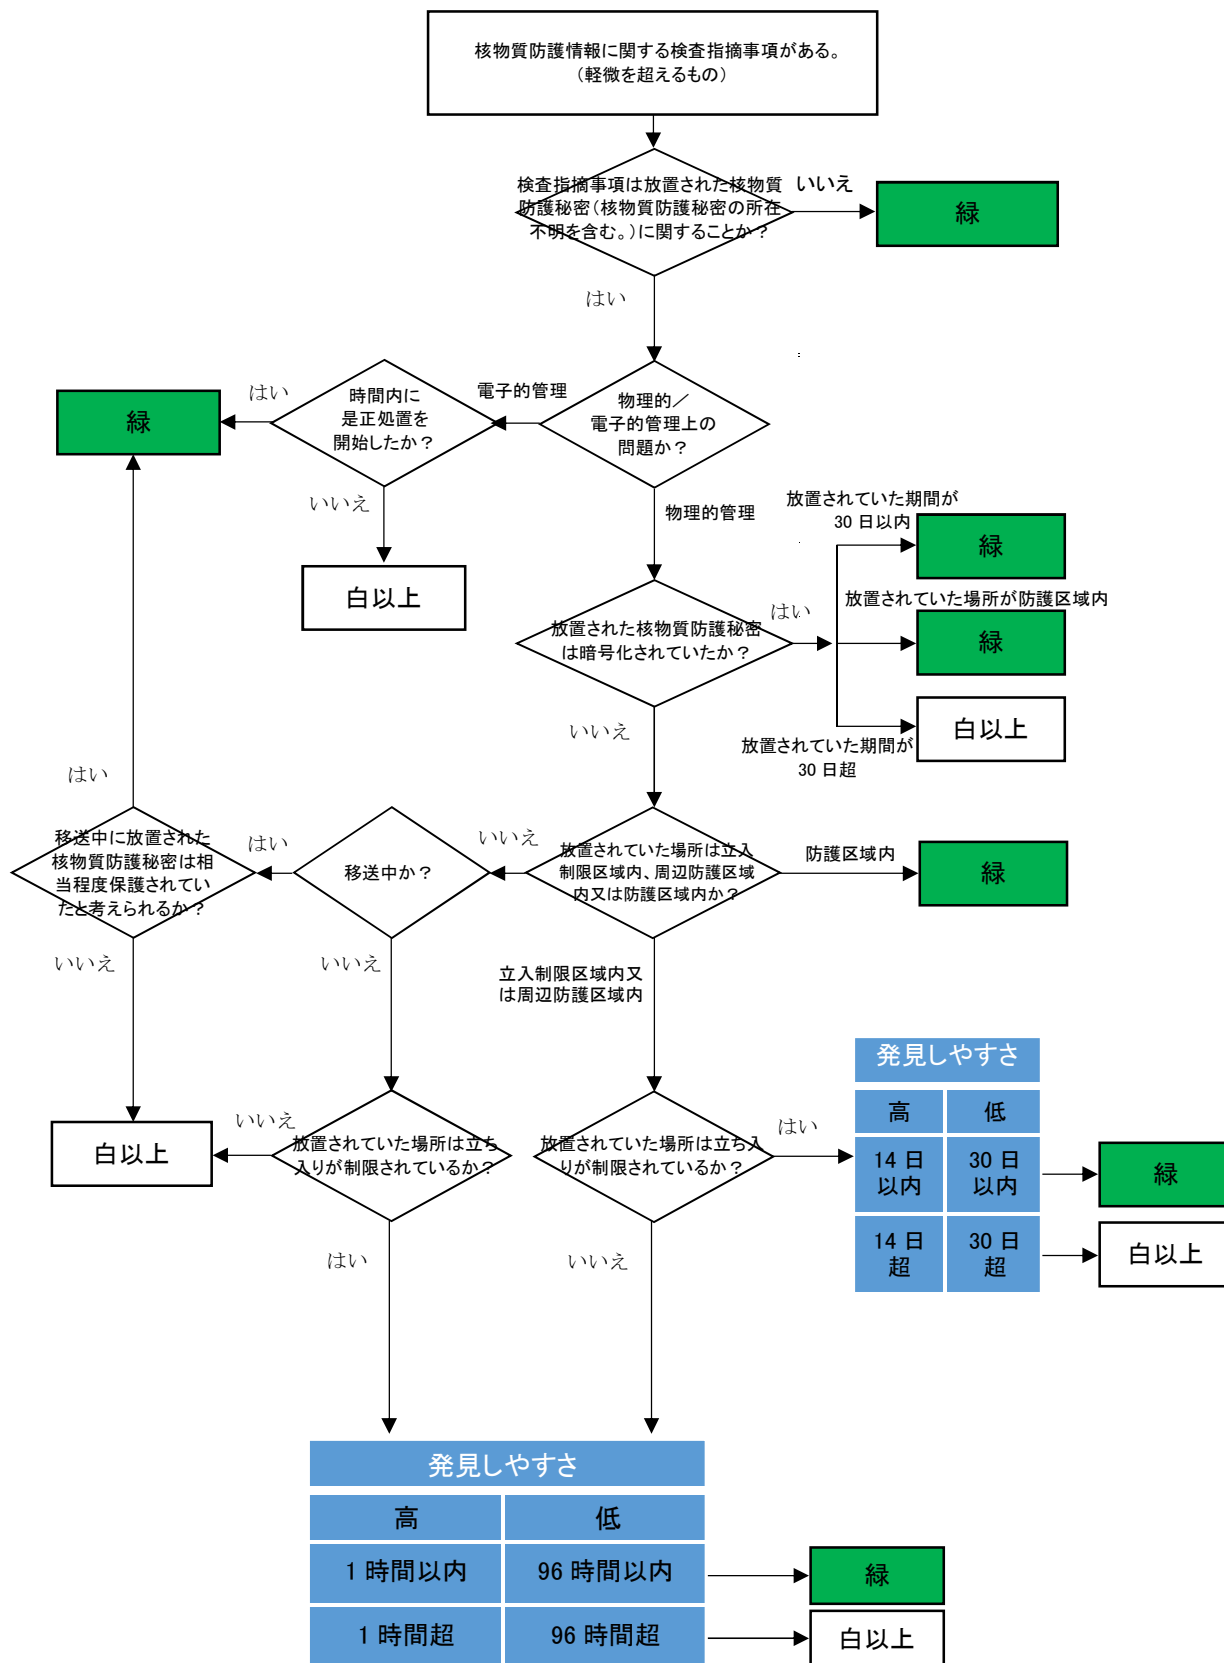 核物質防護情報に関する検査指摘事項がある。
（軽微を超えるもの）
検査指摘事項は放置された核物質
防護秘密（核物質防護秘密の所在
不明を含む。）に関することか？
いいえ
緑
はい
物理的／
電子的管理上の
問題か？
電子的管理
時間内に
是正処置を
開始したか？
はい
緑
いいえ
白以上
物理的管理
放置された核物質防護秘密
は暗号化されていたか？
はい
放置されていた期間が
30 日以内
緑
放置されていた場所が防護区域内
緑
放置されていた期間が
30 日超
白以上
いいえ
放置されていた場所は立入
制限区域内、周辺防護区域
内又は防護区域内か？
防護区域内
緑
いいえ
移送中か？
はい
移送中に放置された
核物質防護秘密は相
当程度保護されてい
たと考えられるか？
はい
いいえ
いいえ
立入制限区域内又
は周辺防護区域内
白以上
いいえ
放置されていた場所は立ち
入りが制限されているか？
はい
放置されていた場所は立ち入
りが制限されているか？
はい
いいえ
発見しやすさ
高 低
14 日 30 日
以内 以内
緑
14 日 30 日
超 超
白以上
発見しやすさ
高 低
1 時間以内 96 時間以内
緑
1 時間超 96 時間超
白以上